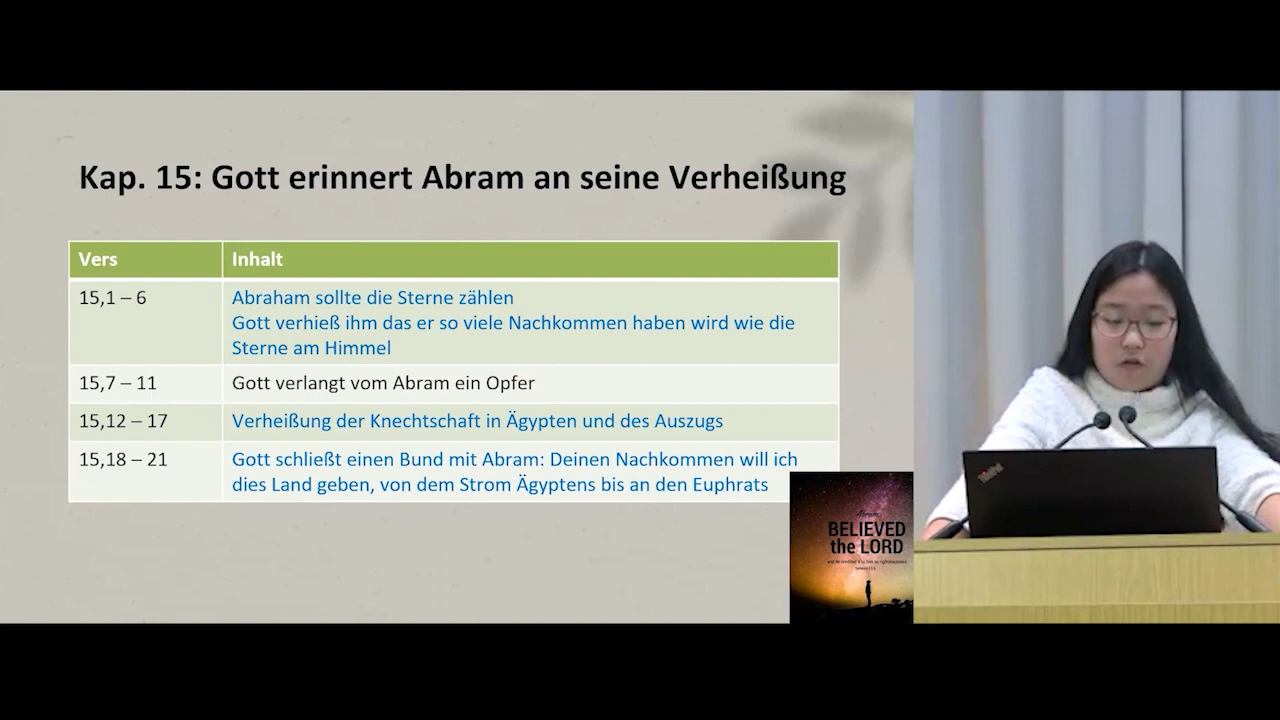 Kap. 15: Gott erinnert Abram an seine Verheißung
Vers Inhalt
15,1 – 6 Abraham sollte die Sterne zählen
Gott verhieß ihm das er so viele Nachkommen haben wird wie die
Sterne am Himmel
15,7 – 11 Gott verlangt vom Abram ein Opfer
15,12 – 17 Verheißung der Knechtschaft in Ägypten und des Auszugs
15,18 – 21 Gott schließt einen Bund mit Abram: Deinen Nachkommen will ich
dies Land geben, von dem Strom Ägyptens bis an den Euphrats
Abram
BELIEVED
the LORD
ThinkPad